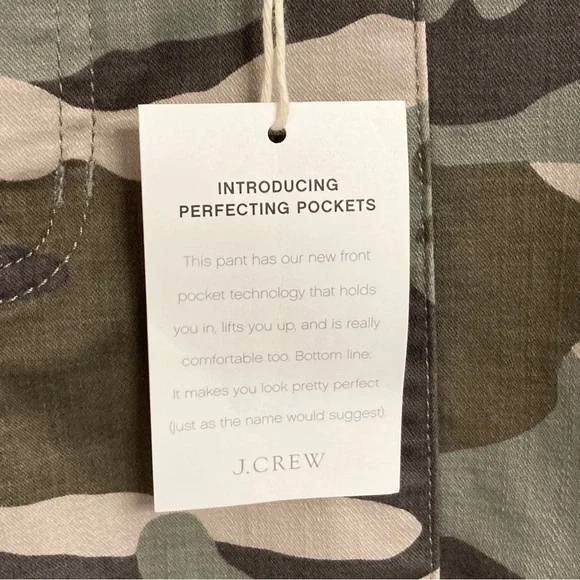 INTRODUCING
PERFECTING POCKETS
This pant has our new front
pocket technology that holds
you in, lifts you up, and is really
comfortable too. Bottom line:
It makes you look pretty perfect
(just as the name would suggest).
J.CREW